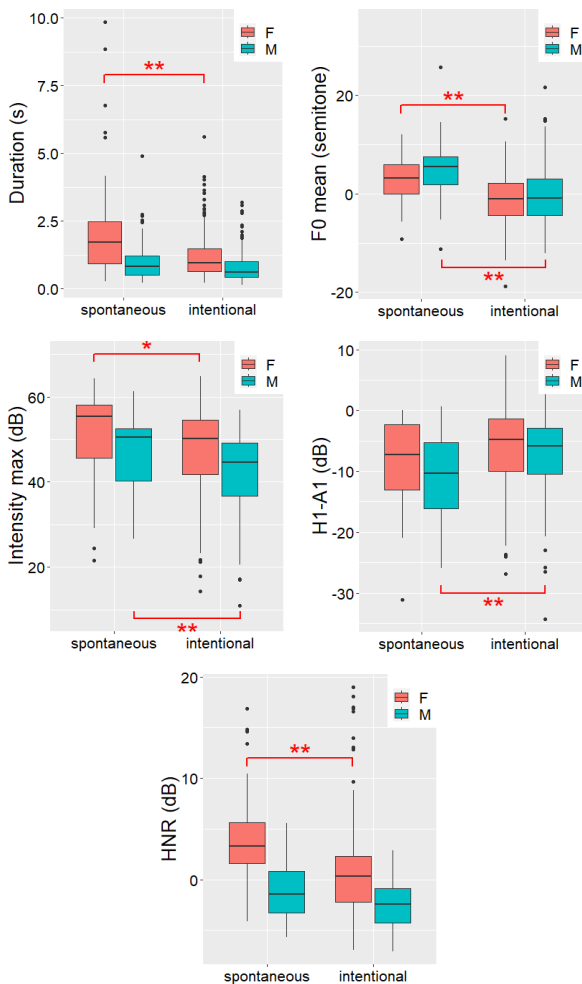 Duration (s)
10.0
7.5
5.0
2.5
0.0
**
F
M
spontaneous intentional
F0 mean (semitone)
20
0
-20
**
**
F
M
spontaneous intentional
Intensity max (dB)
60
40
20
*
**
F
M
spontaneous intentional
H1-A1 (dB)
10
0
-10
-20
-30
**
F
M
spontaneous intentional
HNR (dB)
20
10
0
**
F
M
spontaneous intentional